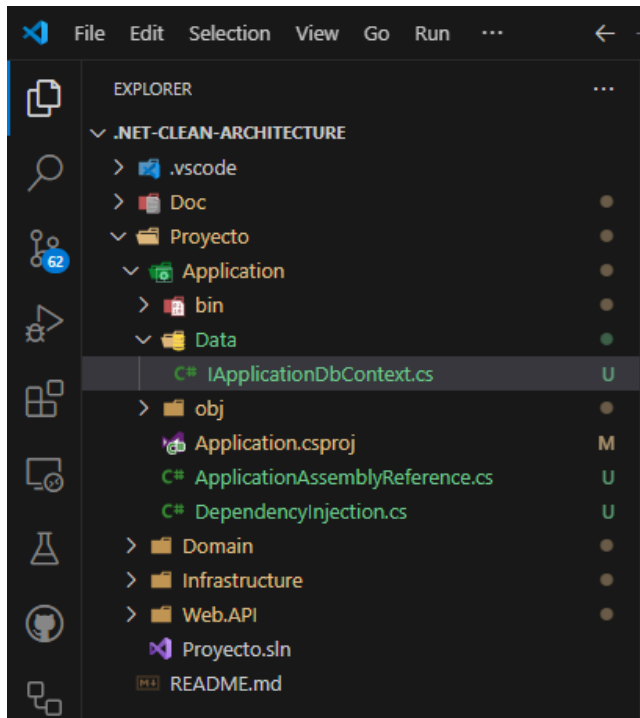 File Edit Selection View Go Run ...
EXPLORER ...
.NET-CLEAN-ARCHITECTURE
.vscode
Doc
Proyecto
Application
bin
Data
C# IApplicationDbContext.cs U
obj
Application.csproj M
C# ApplicationAssemblyReference.cs U
C# DependencyInjection.cs U
Domain
Infrastructure
Web.API
Proyecto.sln
README.md
62